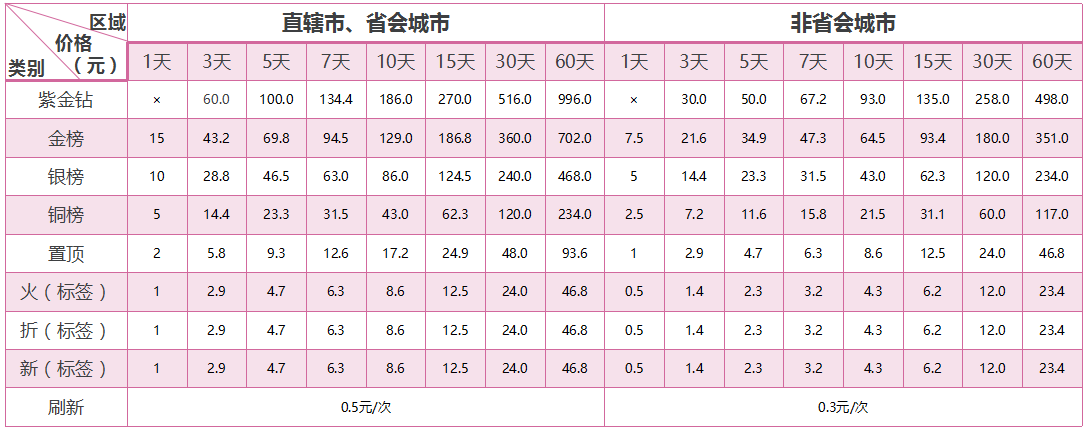 区域 直辖市、省会城市 非省会城市
价格
（元）
类别 1天 3天 5天 7天 10天 15天 30天 60天 1天 3天 5天 7天 10天 15天 30天 60天
紫金钻 × 60.0 100.0 134.4 186.0 270.0 516.0 996.0 × 30.0 50.0 67.2 93.0 135.0 258.0 498.0
金榜 15 43.2 69.8 94.5 129.0 186.8 360.0 702.0 7.5 21.6 34.9 47.3 64.5 93.4 180.0 351.0
银榜 10 28.8 46.5 63.0 86.0 124.5 240.0 468.0 5 14.4 23.3 31.5 43.0 62.3 120.0 234.0
铜榜 5 14.4 23.3 31.5 43.0 62.3 120.0 234.0 2.5 7.2 11.6 15.8 21.5 31.1 60.0 117.0
置顶 2 5.8 9.3 12.6 17.2 24.9 48.0 93.6 1 2.9 4.7 6.3 8.6 12.5 24.0 46.8
火（标签） 1 2.9 4.7 6.3 8.6 12.5 24.0 46.8 0.5 1.4 2.3 3.2 4.3 6.2 12.0 23.4
折（标签） 1 2.9 4.7 6.3 8.6 12.5 24.0 46.8 0.5 1.4 2.3 3.2 4.3 6.2 12.0 23.4
新（标签） 1 2.9 4.7 6.3 8.6 12.5 24.0 46.8 0.5 1.4 2.3 3.2 4.3 6.2 12.0 23.4
刷新 0.5元/次 0.3元/次